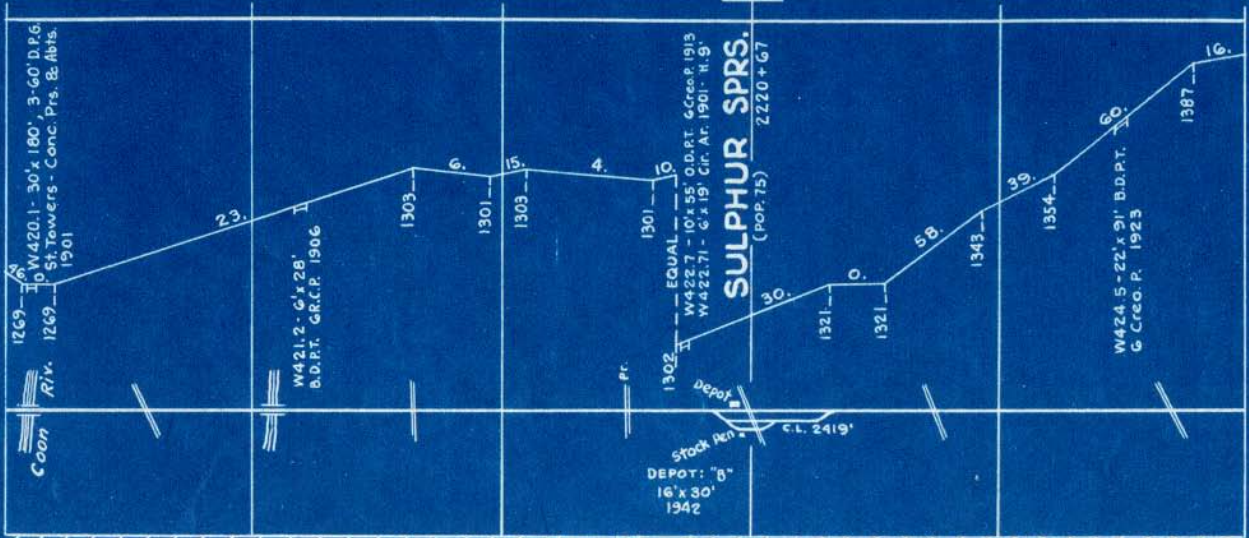 W420.1 - 30' x 180', 3-60' D.P.G.
St. Towers - Conc. Prs. & Abts.
1901
1269
1269
23.
W421.2 - 6' x 28'
B.D.P.T. 6R.C.P. 1906
1303
6.
1301
15.
1303
4.
1301
10.
EQUAL
1302
W422.7 - 10' x 55' O.D.P.T. 6Creo.P. 1913
W422.71 - 6' x 19' Cir. Ar. 1901 - H.9'
SULPHUR SPRS.
(POP. 75)
2220 + 67
30.
1321
0.
1321
58.
1343
39.
1354
60.
W424.5 - 22' x 91' B.D.P.T.
6 Creo. P. 1923
1387
16.
Coon Riv.
Pr.
Depot
Stock Pen
C.L. 2419'
DEPOT: "B"
16' x 30'
1942